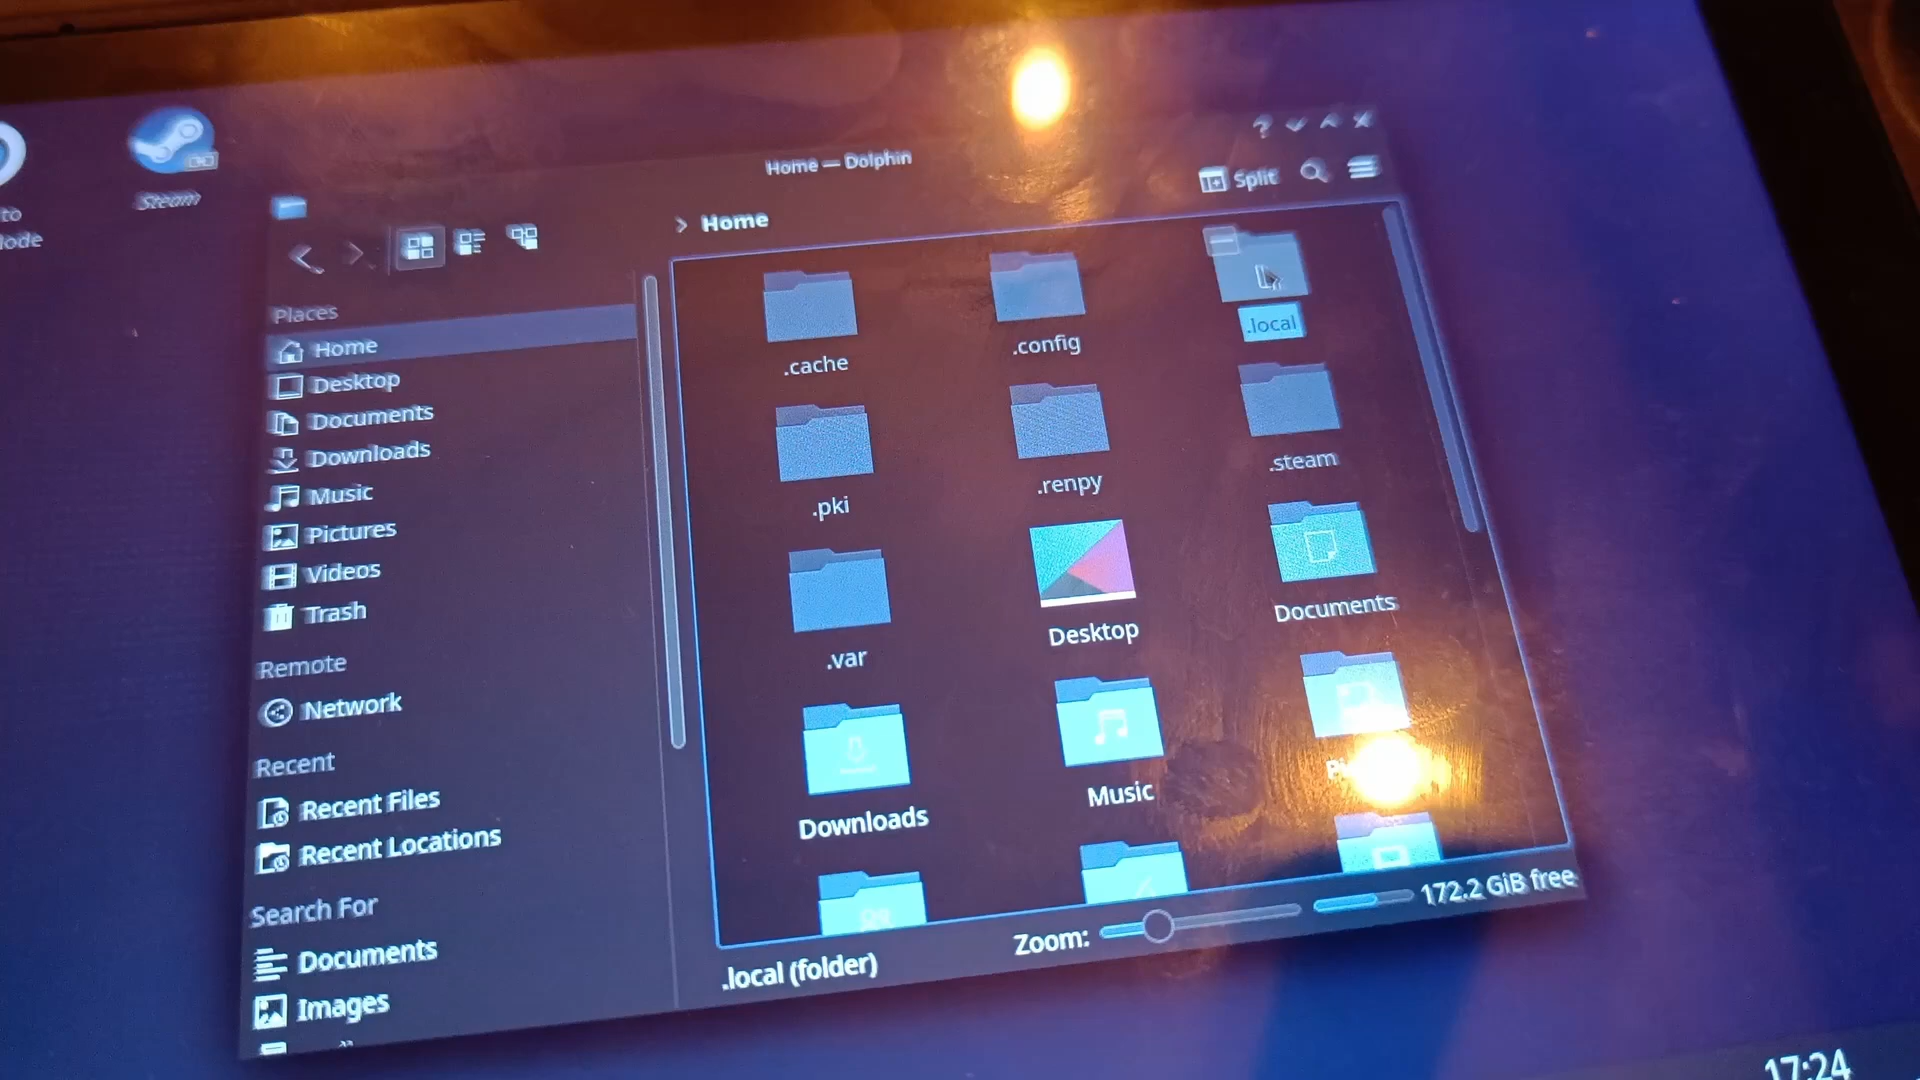 to
Mode
Steam
Home — Dolphin
Split
Home
Places
Home
Desktop
Documents
Downloads
Music
Pictures
Videos
Trash
Remote
Network
Recent
Recent Files
Recent Locations
Search For
Documents
Images
.cache
.config
.local
.pki
.renpy
.steam
.var
Desktop
Documents
Downloads
Music
.local (folder)
Zoom:
172.2 GiB free
17:24